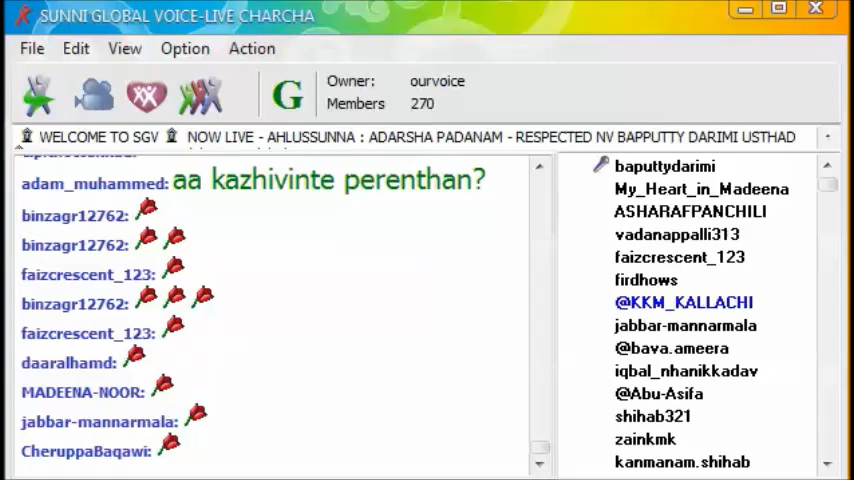 SUNNI GLOBAL VOICE-LIVE CHARCHA
File Edit View Option Action
G
Owner: ourvoice
Members 270
WELCOME TO SGV NOW LIVE - AHLUSSUNNA : ADARSHA PADANAM - RESPECTED NV BAPPUTTY DARIMI USTHAD
adam_muhammed: aa kazhivinte perenthan?
binzagr12762:
binzagr12762:
faizcrescent_123:
binzagr12762:
faizcrescent_123:
daaralhamd:
MADEENA-NOOR:
jabbar-mannarmala:
CheruppaBaqawi:
baputtydarimi
My_Heart_in_Madeena
ASHARAFPANCHILI
vadanappalli313
faizcrescent_123
firdhows
@KKM_KALLACHI
jabbar-mannarmala
@bava.ameera
iqbal_nhanikkadav
@Abu-Asifa
shihab321
zainkmk
kanmanam.shihab